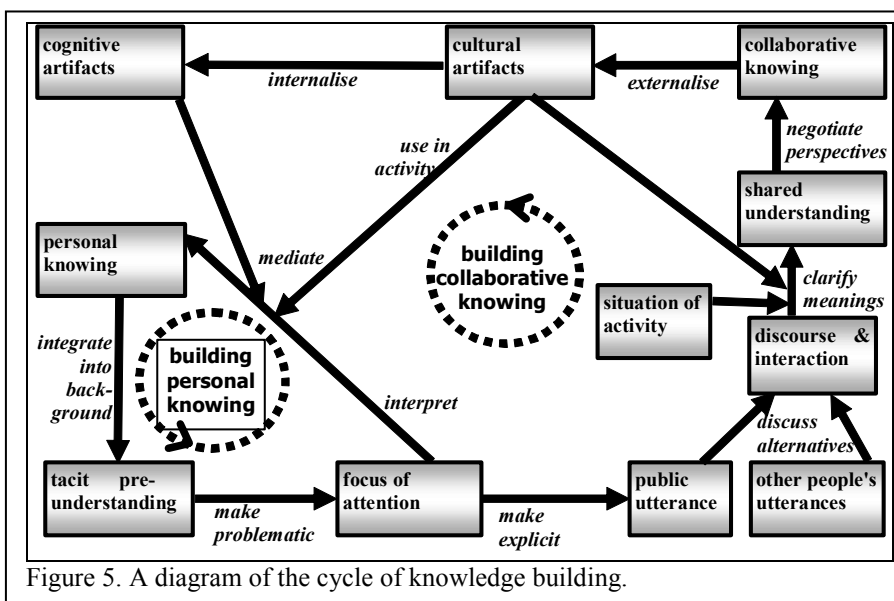 cognitive
artifacts
cultural
artifacts
collaborative
knowing
internalise
externalise
use in
activity
negotiate
perspectives
shared
understanding
personal
knowing
mediate
building
collaborative
knowing
situation of
activity
clarify
meanings
discourse &
interaction
integrate
into
back-
ground
building
personal
knowing
interpret
discuss
alternatives
tacit pre-
understanding
focus of
attention
public
utterance
other people's
utterances
make
problematic
make
explicit
Figure 5. A diagram of the cycle of knowledge building.